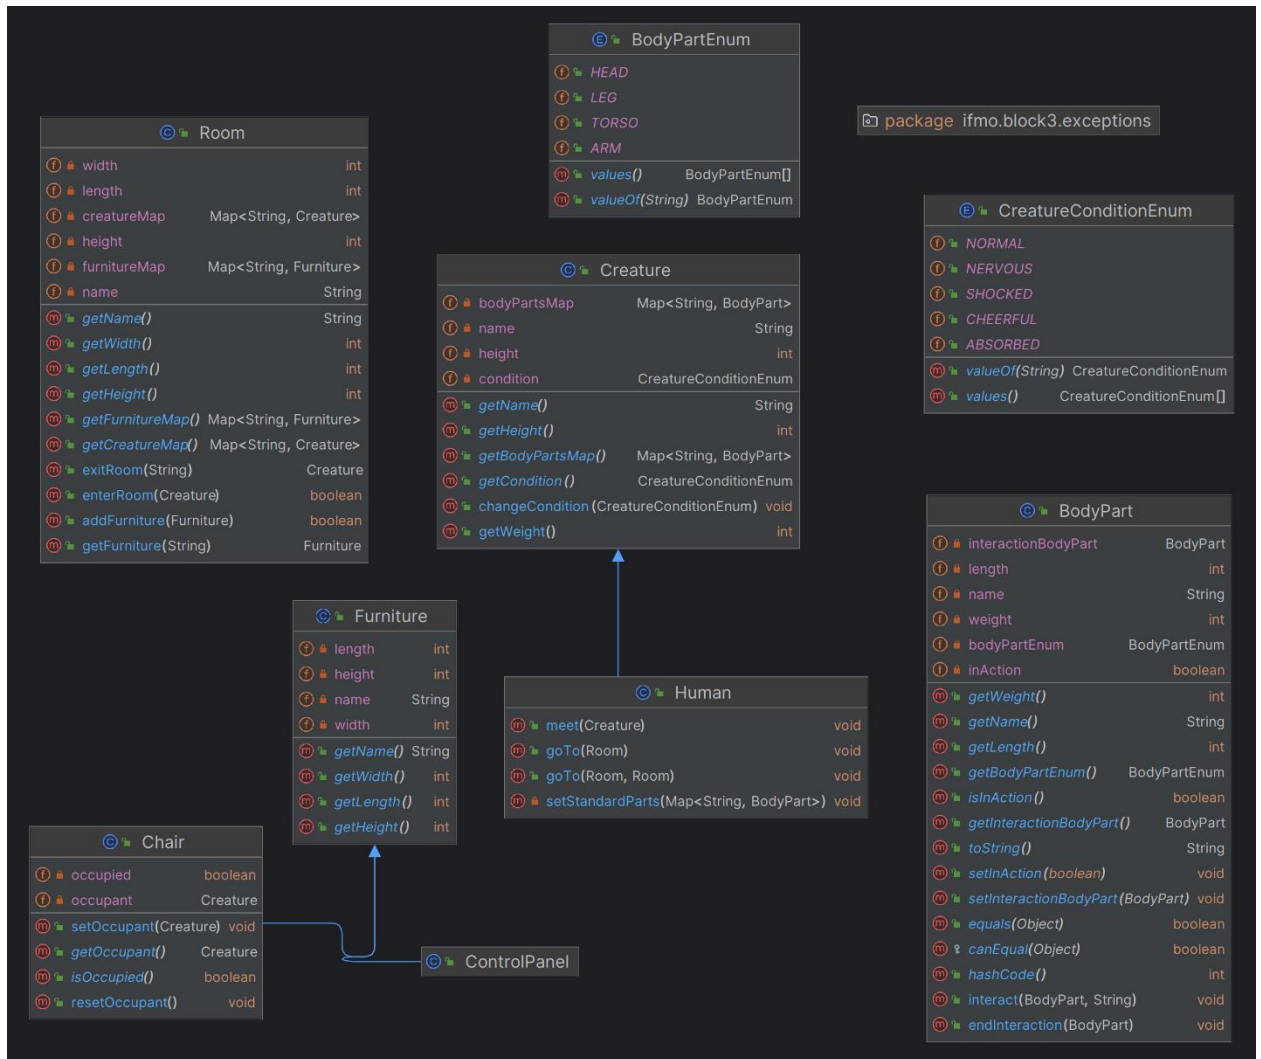 BodyPartEnum
HEAD
LEG
TORSO
ARM
values() BodyPartEnum[]
valueOf(String) BodyPartEnum
package ifmo.block3.exceptions
Room
width int
length int
creatureMap Map<String, Creature>
height int
furnitureMap Map<String, Furniture>
name String
getName() String
getWidth() int
getLength() int
getHeight() int
getFurnitureMap() Map<String, Furniture>
getCreatureMap() Map<String, Creature>
exitRoom(String) Creature
enterRoom(Creature) boolean
addFurniture(Furniture) boolean
getFurniture(String) Furniture
CreatureConditionEnum
NORMAL
NERVOUS
SHOCKED
CHEERFUL
ABSORBED
valueOf(String) CreatureConditionEnum
values() CreatureConditionEnum[]
Creature
bodyPartsMap Map<String, BodyPart>
name String
height int
condition CreatureConditionEnum
getName() String
getHeight() int
getBodyPartsMap() Map<String, BodyPart>
getCondition() CreatureConditionEnum
changeCondition(CreatureConditionEnum) void
getWeight() int
BodyPart
interactionBodyPart BodyPart
length int
name String
weight int
bodyPartEnum BodyPartEnum
inAction boolean
getWeight() int
getName() String
getLength() int
getBodyPartEnum() BodyPartEnum
isInAction() boolean
getInteractionBodyPart() BodyPart
toString() String
setInAction(boolean) void
setInteractionBodyPart(BodyPart) void
equals(Object) boolean
canEqual(Object) boolean
hashCode() int
interact(BodyPart, String) void
endInteraction(BodyPart) void
Furniture
length int
height int
name String
width int
getName() String
getWidth() int
getLength() int
getHeight() int
Human
meet(Creature) void
goTo(Room) void
goTo(Room, Room) void
setStandardParts(Map<String, BodyPart>) void
Chair
occupied boolean
occupant Creature
setOccupant(Creature) void
getOccupant() Creature
isOccupied() boolean
resetOccupant() void
ControlPanel